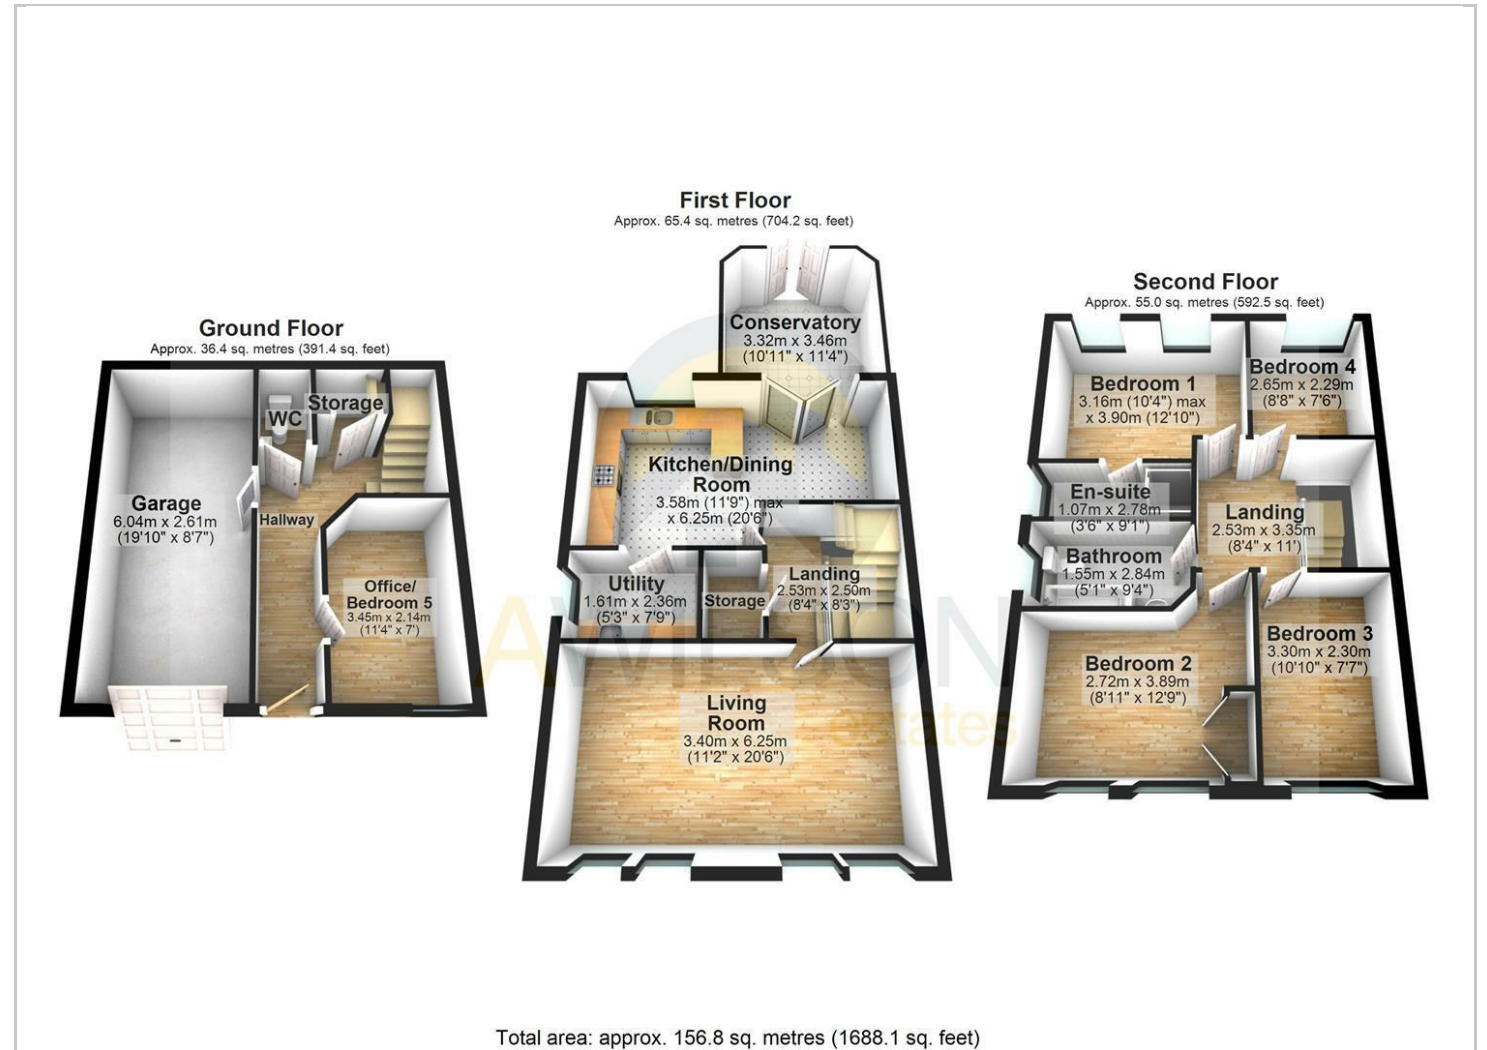 First Floor
Approx. 65.4 sq. metres (704.2 sq. feet)
Second Floor
Approx. 55.0 sq. metres (592.5 sq. feet)
Ground Floor
Approx. 36.4 sq. metres (391.4 sq. feet)
Garage
6.04m x 2.61m
(19'10" x 8'7")
WC
Storage
Hallway
Office/
Bedroom 5
3.45m x 2.14m
(11'4" x 7')
Conservatory
3.32m x 3.46m
(10'11" x 11'4")
Kitchen/Dining
Room
3.58m (11'9") max
x 6.25m (20'6")
Utility
1.61m x 2.36m
(5'3" x 7'9")
Storage
Landing
2.53m x 2.50m
(8'4" x 8'3")
Living
Room
3.40m x 6.25m
(11'2" x 20'6")
Bedroom 1
3.16m (10'4") max
x 3.90m (12'10")
Bedroom 4
2.65m x 2.29m
(8'8" x 7'6")
En-suite
1.07m x 2.78m
(3'6" x 9'1")
Landing
2.53m x 3.35m
(8'4" x 11')
Bathroom
1.55m x 2.84m
(5'1" x 9'4")
Bedroom 2
2.72m x 3.89m
(8'11" x 12'9")
Bedroom 3
3.30m x 2.30m
(10'10" x 7'7")
estates
Total area: approx. 156.8 sq. metres (1688.1 sq. feet)